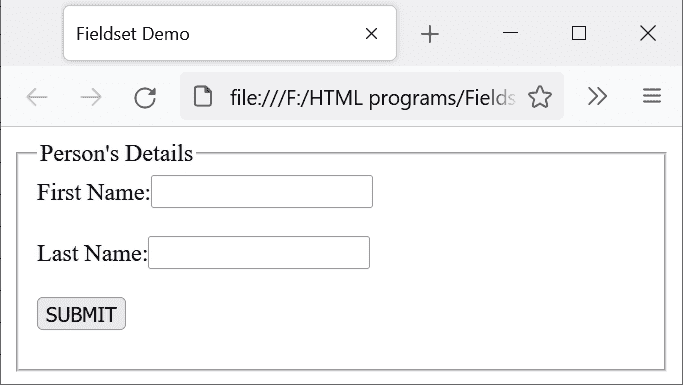 Fieldset Demo
file:///F:/HTML programs/Fields
Person's Details
First Name:
Last Name:
SUBMIT